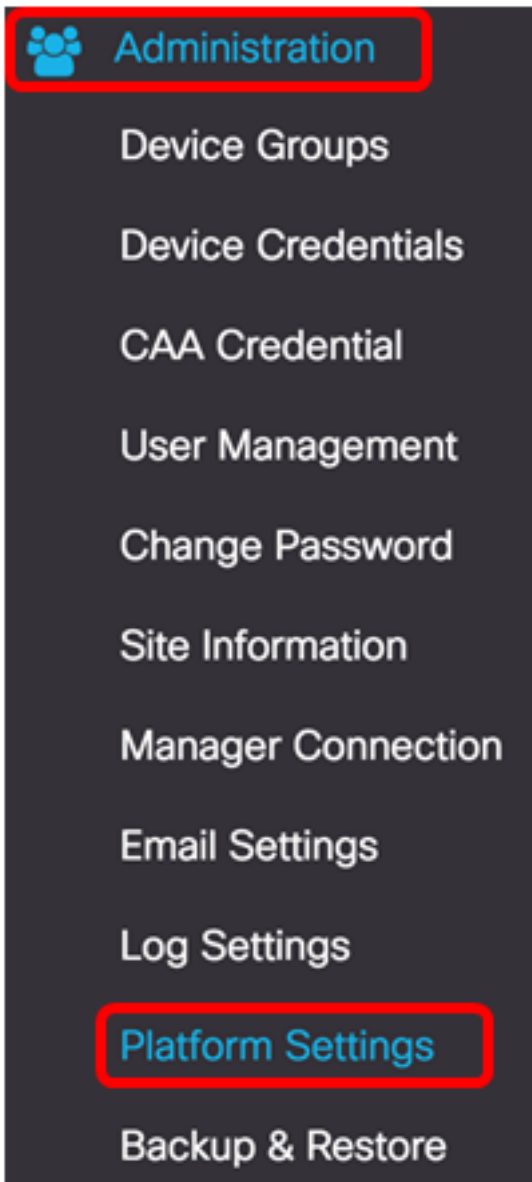 Administration
Device Groups
Device Credentials
CAA Credential
User Management
Change Password
Site Information
Manager Connection
Email Settings
Log Settings
Platform Settings
Backup & Restore